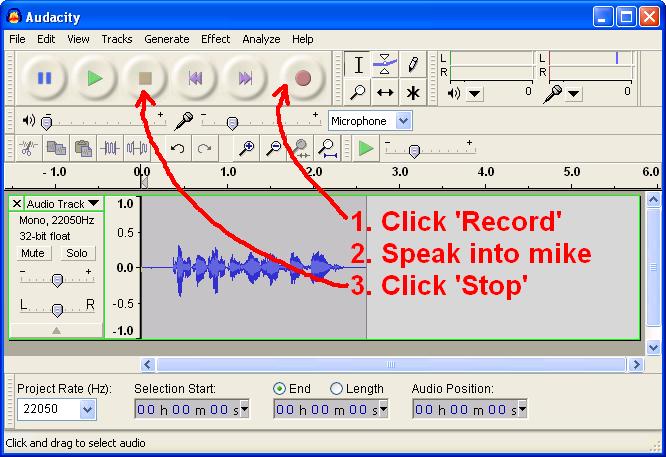 Audacity
File Edit View Tracks Generate Effect Analyze Help
L
R
0
L
R
0
- + - + Microphone
- +
- 1.0 0.0 1.0 2.0 3.0 4.0 5.0 6.0
X Audio Track
Mono, 22050Hz
32-bit float
Mute Solo
- +
L R
1.0
0.5
0.0
-0.5
-1.0
1. Click 'Record'
2. Speak into mike
3. Click 'Stop'
Project Rate (Hz): Selection Start: End Length Audio Position:
22050 00 h 00 m 00 s 00 h 00 m 00 s 00 h 00 m 00 s
Click and drag to select audio